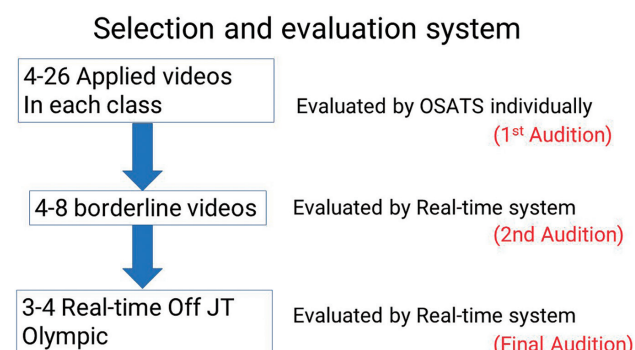 Selection and evaluation system
4-26 Applied videos
In each class
Evaluated by OSATS individually
(1st Audition)
4-8 borderline videos
Evaluated by Real-time system
(2nd Audition)
3-4 Real-time Off JT
Olympic
Evaluated by Real-time system
(Final Audition)